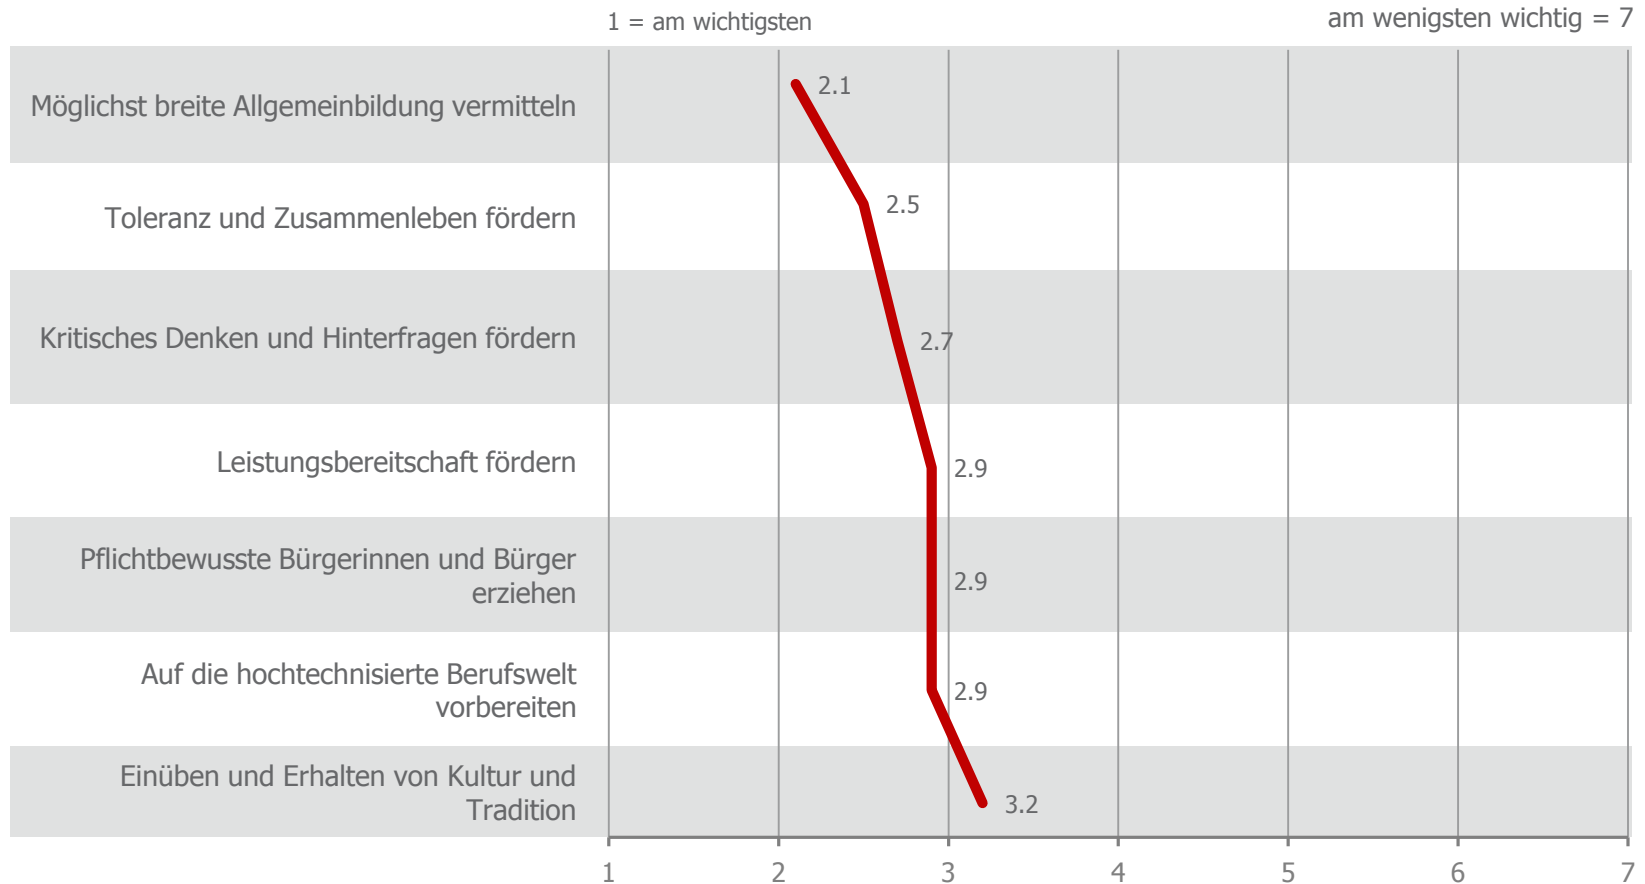 1 = am wichtigsten
am wenigsten wichtig = 7
Möglichst breite Allgemeinbildung vermitteln
2.1
Toleranz und Zusammenleben fördern
2.5
Kritisches Denken und Hinterfragen fördern
2.7
Leistungsbereitschaft fördern
2.9
Pflichtbewusste Bürgerinnen und Bürger
erziehen
2.9
Auf die hochtechnisierte Berufswelt
vorbereiten
2.9
Einüben und Erhalten von Kultur und
Tradition
3.2
1 2 3 4 5 6 7